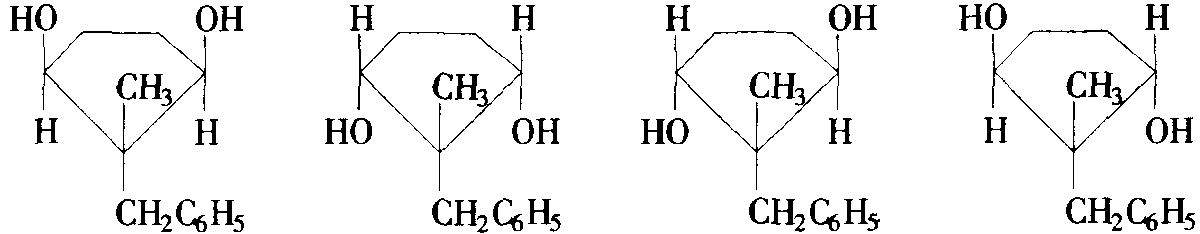 HO OH H H H OH HO H
CH₃ CH₃ CH₃ CH₃
H H HO OH HO H H OH
CH₂C₆H₅ CH₂C₆H₅ CH₂C₆H₅. CH₂C₆H₅